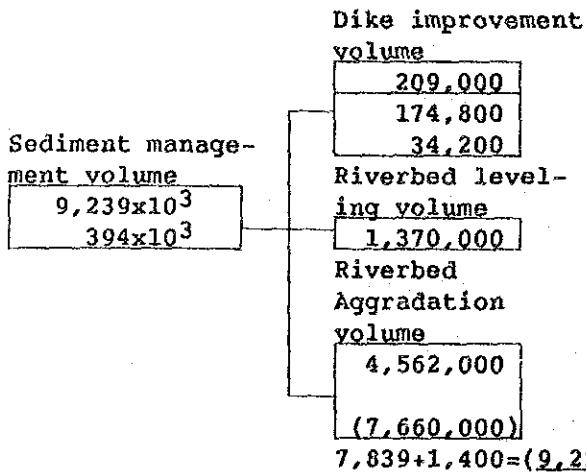 Dike improvement
volume
209,000
174,800
34,200
Sediment manage-
ment volume
9,239x10³
394x10³
Riverbed level-
ing volume
1,370,000
Riverbed
Aggradation
volume
4,562,000
(7,660,000)
7,839+1,400=(9,2